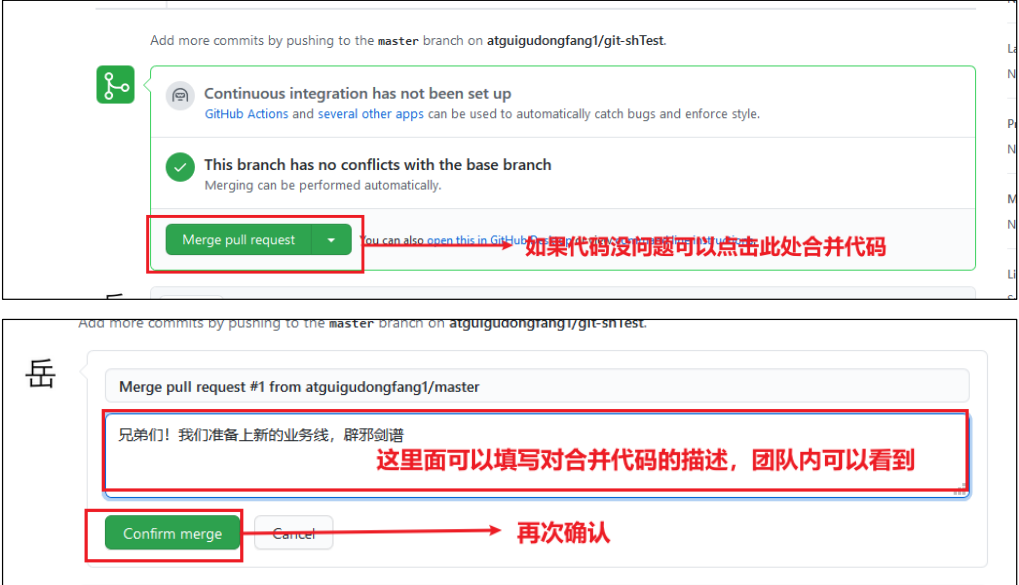 Add more commits by pushing to the master branch on atguigudongfang1/git-shTest.
Continuous integration has not been set up
GitHub Actions and several other apps can be used to automatically catch bugs and enforce style.
This branch has no conflicts with the base branch
Merging can be performed automatically.
Merge pull request
You can also open this in GitHub Desktop or view command line instructions.
如果代码没问题可以点击此处合并代码
Add more commits by pushing to the master branch on atguigudongfang1/git-shTest.
岳
Merge pull request #1 from atguigudongfang1/master
兄弟们！我们准备上新的业务线，辟邪剑谱
这里面可以填写对合并代码的描述，团队内可以看到
Confirm merge
Cancel
再次确认